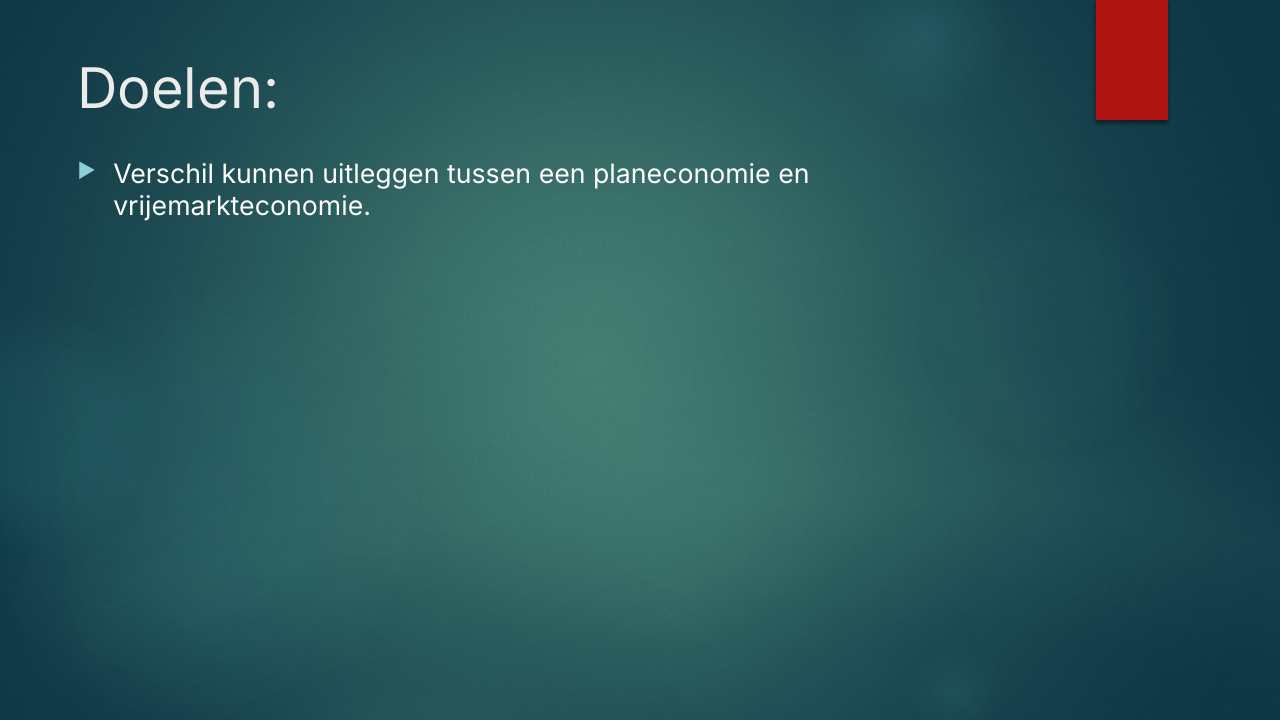 Doelen:
Verschil kunnen uitleggen tussen een planeconomie en
vrijemarkteconomie.